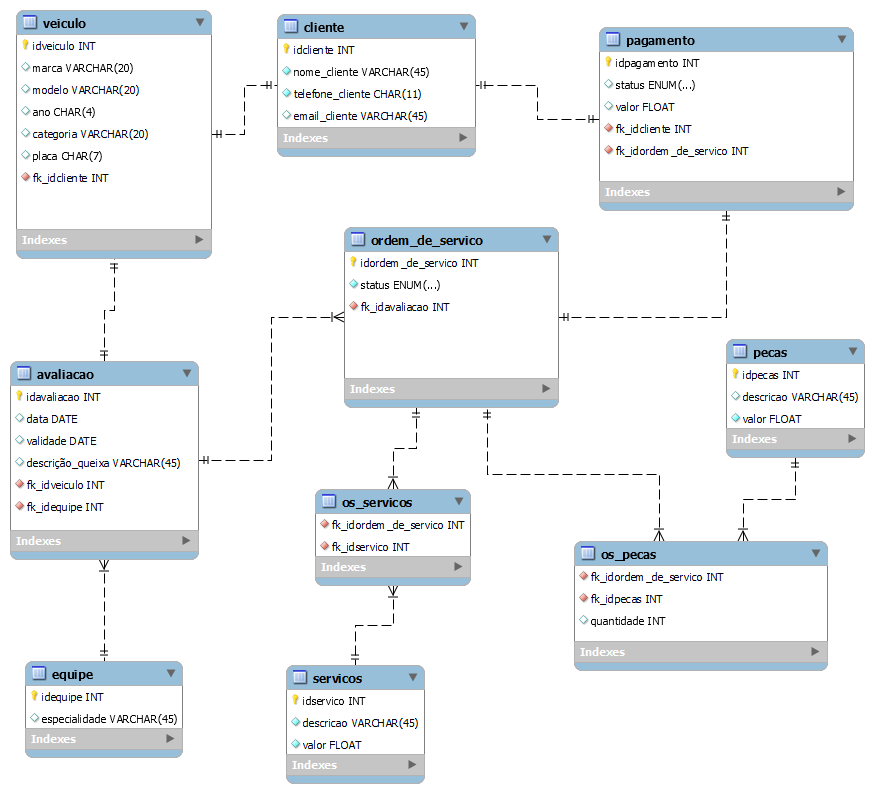 veiculo
idveiculo INT
marca VARCHAR(20)
modelo VARCHAR(20)
ano CHAR(4)
categoria VARCHAR(20)
placa CHAR(7)
fk_idcliente INT
Indexes
cliente
idcliente INT
nome_cliente VARCHAR(45)
telefone_cliente CHAR(11)
email_cliente VARCHAR(45)
Indexes
pagamento
idpagamento INT
status ENUM(...)
valor FLOAT
fk_idcliente INT
fk_idordem_de_servico INT
Indexes
ordem_de_servico
idordem_de_servico INT
status ENUM(...)
fk_idavaliacao INT
Indexes
pecas
idpecas INT
descricao VARCHAR(45)
valor FLOAT
Indexes
avaliacao
idavaliacao INT
data DATE
validade DATE
descrição_queixa VARCHAR(45)
fk_idveiculo INT
fk_idequipe INT
Indexes
os_servicos
fk_idordem_de_servico INT
fk_idservico INT
Indexes
os_pecas
fk_idordem_de_servico INT
fk_idpecas INT
quantidade INT
Indexes
equipe
idequipe INT
especialidade VARCHAR(45)
Indexes
servicos
idservico INT
descricao VARCHAR(45)
valor FLOAT
Indexes